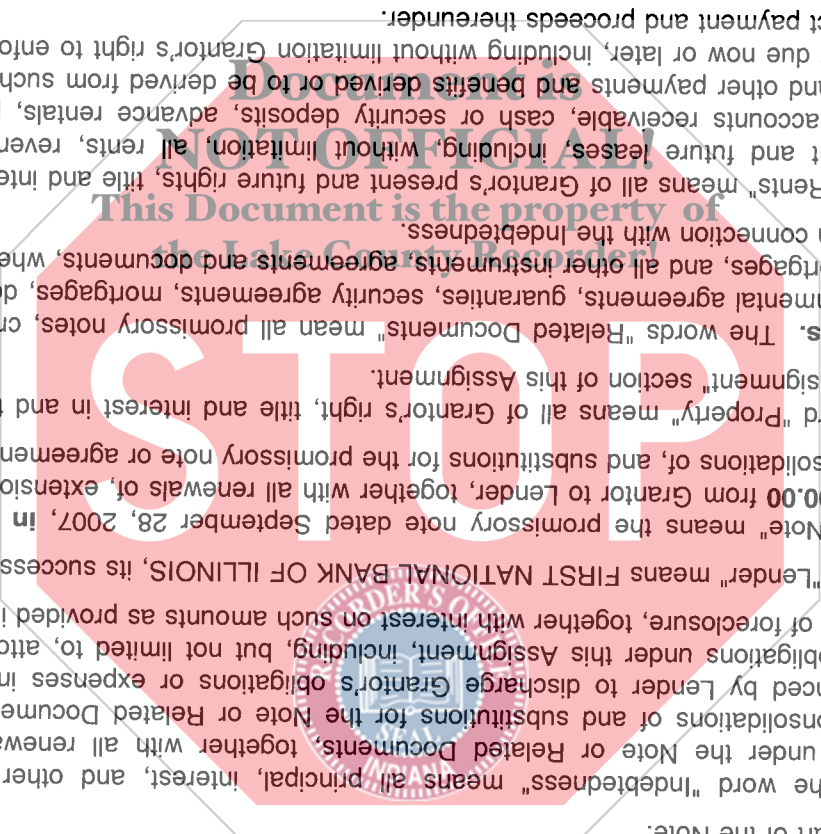 art of the Note.
he word "Indebtedness" means all principal, interest, and other
under the Note or Related Documents, together with all renewa
onsolidations of and substitutions for the Note or Related Docume
nced by Lender to discharge Grantor's obligations or expenses in
obligations under this Assignment, including, but not limited to, atto
of foreclosure, together with interest on such amounts as provided i
"Lender" means FIRST NATIONAL BANK OF ILLINOIS, its success
Note" means the promissory note dated September 28, 2007, in
00.00 from Grantor to Lender, together with all renewals of, extensio
solidations of, and substitutions for the promissory note or agreemen
rd "Property" means all of Grantor's right, title and interest in and t
signment" section of this Assignment.
s. The words "Related Documents" mean all promissory notes, cr
nmental agreements, guaranties, security agreements, mortgages, de
rtgages, and all other instruments, agreements and documents, whe
n connection with the Indebtedness.
Rents" means all of Grantor's present and future rights, title and inte
t and future leases, including, without limitation, all rents, reven
accounts receivable, cash or security deposits, advance rentals, p
and other payments and benefits derived or to be derived from such
due now or later, including without limitation Grantor's right to enfo
ct payment and proceeds thereunder.
Document is
NOT OFFICIAL!
This Document is the property of
the Lake County Recorder!
STOP
RECORDER'S OFFICE
SEAL
INDIANA